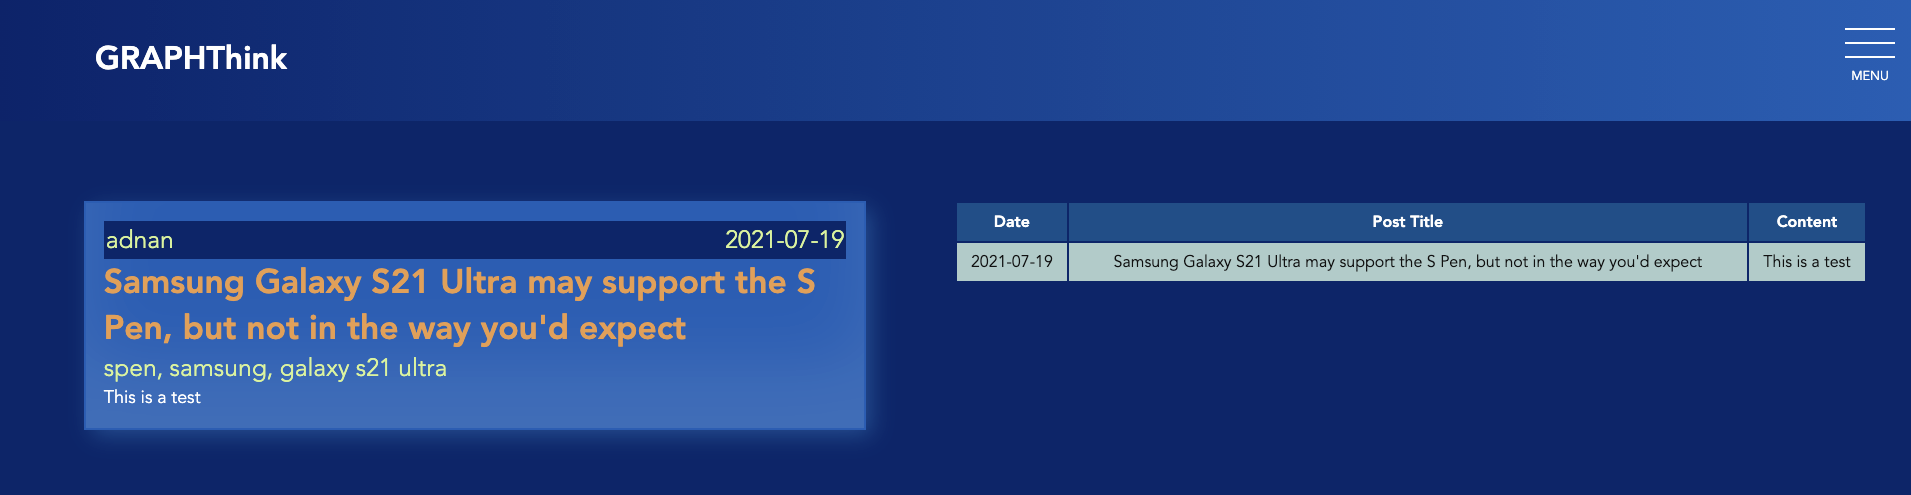 GRAPHThink
MENU
adnan 2021-07-19
Samsung Galaxy S21 Ultra may support the S
Pen, but not in the way you'd expect
spen, samsung, galaxy s21 ultra
This is a test
Date Post Title Content
2021-07-19 Samsung Galaxy S21 Ultra may support the S Pen, but not in the way you'd expect This is a test